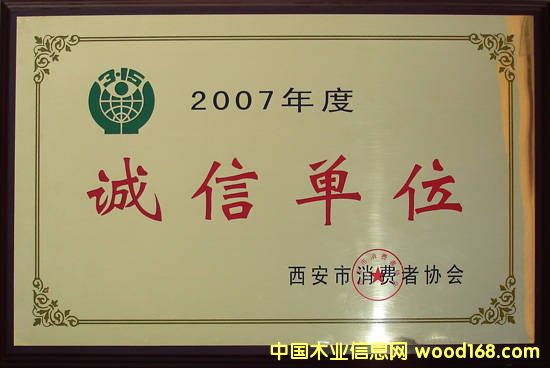 3·15
2007年度
诚信单位
西安市消费者协会
中国木业信息网 wood168.com